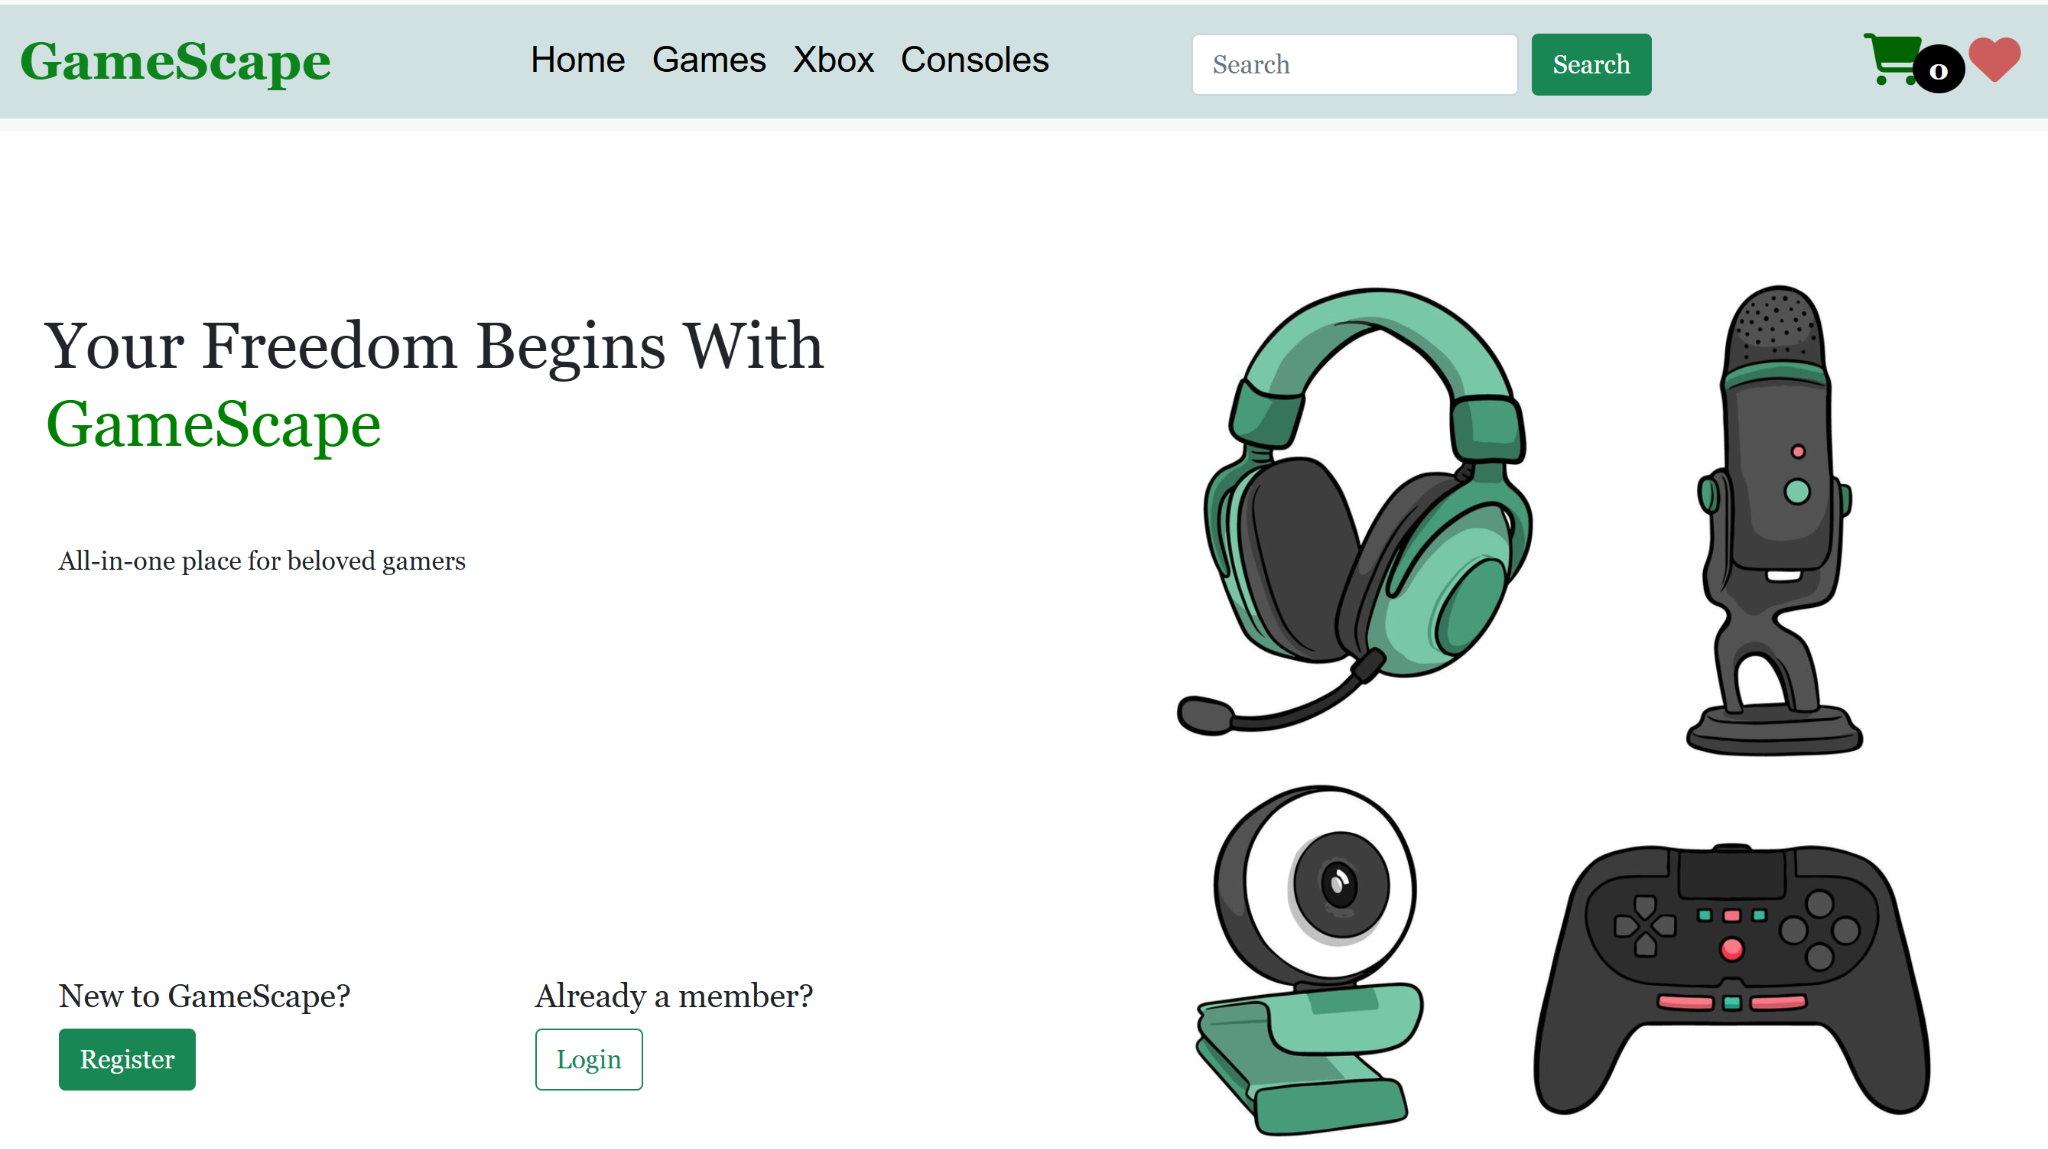 GameScape
Home Games Xbox Consoles
Search
Search
0
Your Freedom Begins With
GameScape
All-in-one place for beloved gamers
New to GameScape?
Already a member?
Register
Login